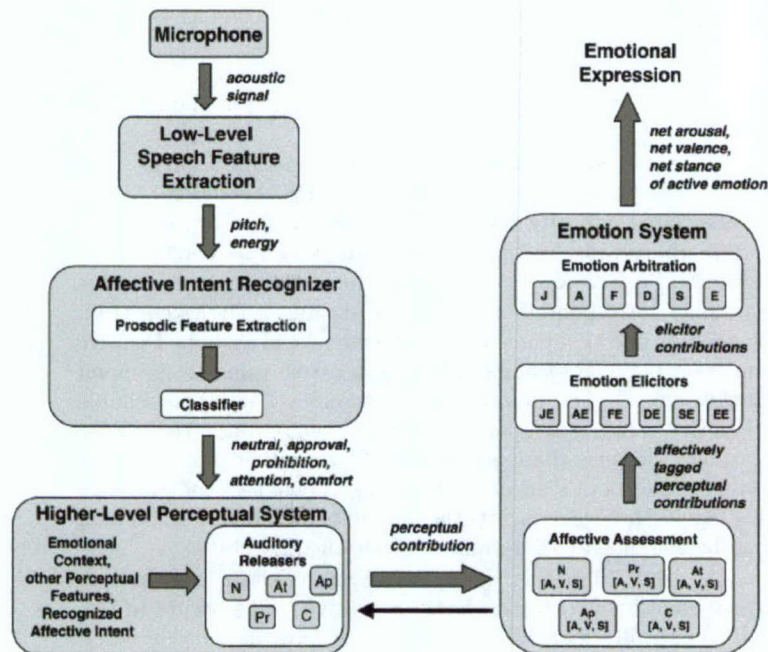 Microphone
acoustic
signal
Low-Level
Speech Feature
Extraction
pitch,
energy
Affective Intent Recognizer
Prosodic Feature Extraction
Classifier
neutral, approval,
prohibition,
attention, comfort
Higher-Level Perceptual System
Emotional
Context,
other Perceptual
Features,
Recognized
Affective Intent
Auditory
Releasers
N At Ap
Pr C
perceptual
contribution
Emotional
Expression
net arousal,
net valence,
net stance
of active emotion
Emotion System
Emotion Arbitration
J A F D S E
elicitor
contributions
Emotion Elicitors
JE AE FE DE SE EE
affectively
tagged
perceptual
contributions
Affective Assessment
N Pr At
[A, V, S] [A, V, S] [A, V, S]
Ap C
[A, V, S] [A, V, S]